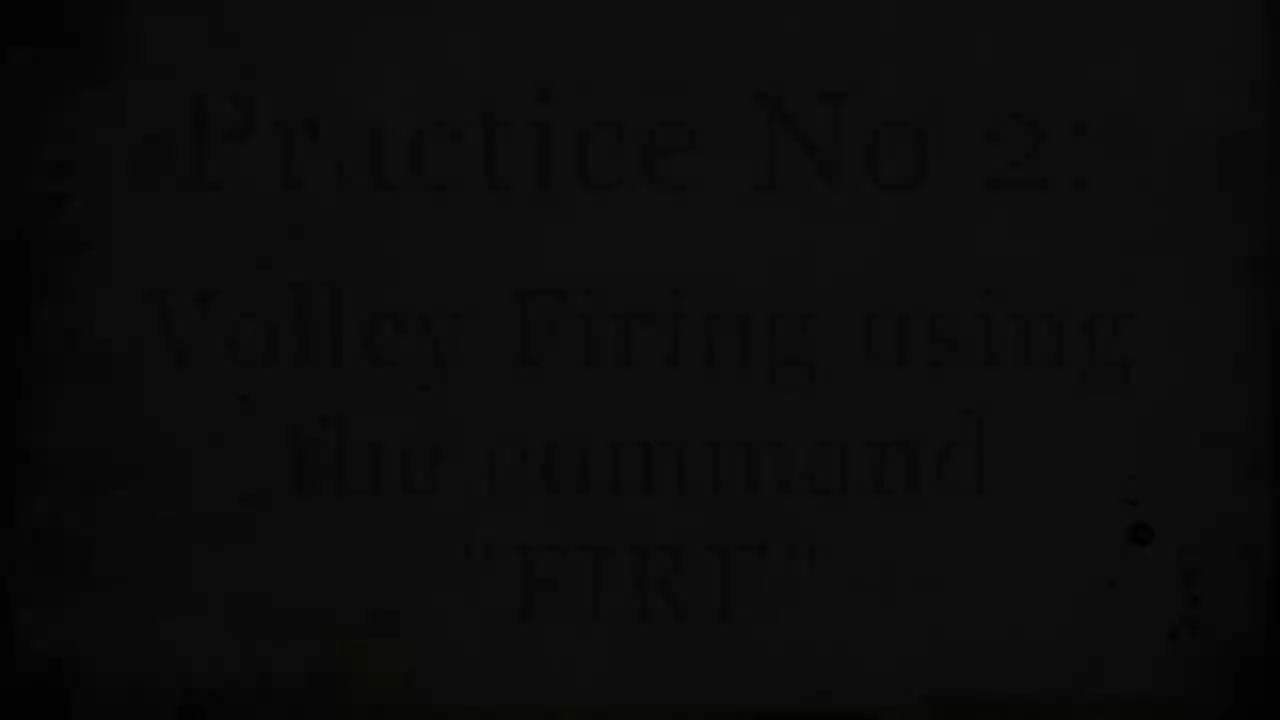 Practice No 2:
Volley Firing using
the command
"FIRE"